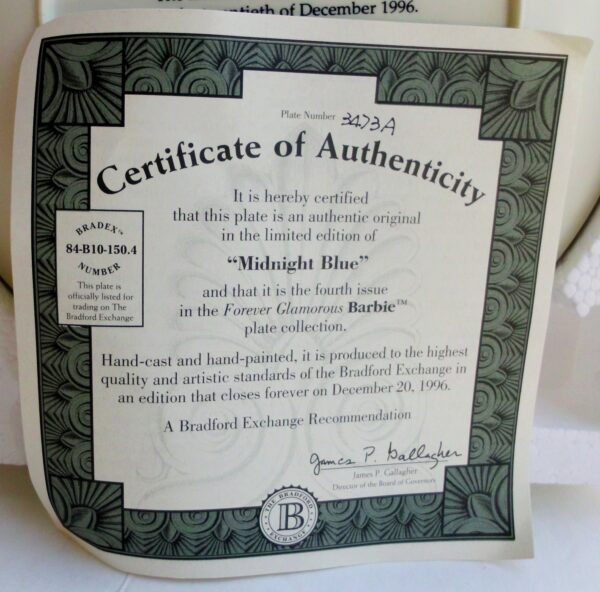 twentieth of December 1996.
Plate Number 3473A
Certificate of Authenticity
It is hereby certified
that this plate is an authentic original
in the limited edition of
“Midnight Blue”
and that it is the fourth issue
in the Forever Glamorous Barbie™
plate collection.
BRADEX™
84-B10-150.4
NUMBER
This plate is
officially listed for
trading on The
Bradford Exchange
Hand-cast and hand-painted, it is produced to the highest
quality and artistic standards of the Bradford Exchange in
an edition that closes forever on December 20, 1996.
A Bradford Exchange Recommendation
James P. Gallagher
James P. Gallagher
Director of the Board of Governors
THE BRADFORD
B
EXCHANGE